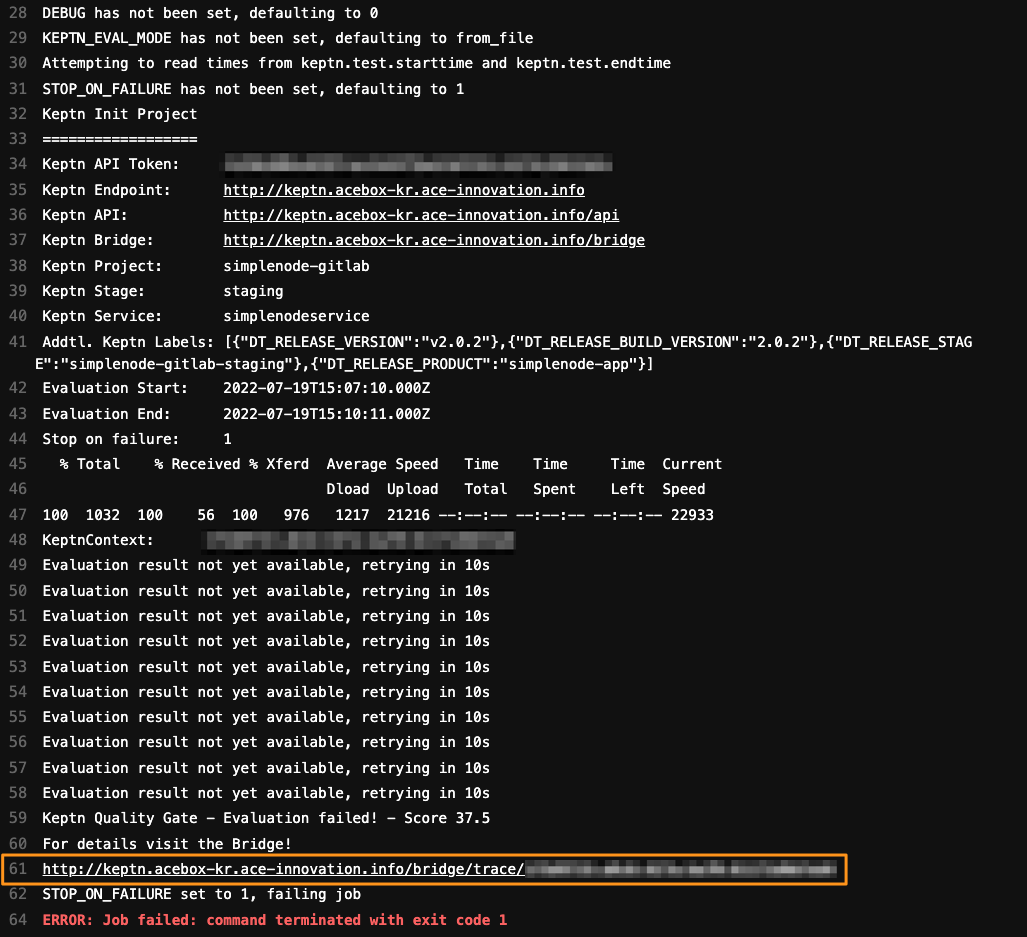 28 DEBUG has not been set, defaulting to 0
29 KEPTN_EVAL_MODE has not been set, defaulting to from_file
30 Attempting to read times from keptn.test.starttime and keptn.test.endtime
31 STOP_ON_FAILURE has not been set, defaulting to 1
32 Keptn Init Project
33 ==================
34 Keptn API Token:
35 Keptn Endpoint: http://keptn.acebox-kr.ace-innovation.info
36 Keptn API: http://keptn.acebox-kr.ace-innovation.info/api
37 Keptn Bridge: http://keptn.acebox-kr.ace-innovation.info/bridge
38 Keptn Project: simplenode-gitlab
39 Keptn Stage: staging
40 Keptn Service: simplenodeservice
41 Addtl. Keptn Labels: [{"DT_RELEASE_VERSION":"v2.0.2"},{"DT_RELEASE_BUILD_VERSION":"2.0.2"},{"DT_RELEASE_STAG
E":"simplenode-gitlab-staging"},{"DT_RELEASE_PRODUCT":"simplenode-app"}]
42 Evaluation Start: 2022-07-19T15:07:10.000Z
43 Evaluation End: 2022-07-19T15:10:11.000Z
44 Stop on failure: 1
45 % Total % Received % Xferd Average Speed Time Time Time Current
46 Dload Upload Total Spent Left Speed
47 100 1032 100 56 100 976 1217 21216 --:--:-- --:--:-- --:--:-- 22933
48 KeptnContext:
49 Evaluation result not yet available, retrying in 10s
50 Evaluation result not yet available, retrying in 10s
51 Evaluation result not yet available, retrying in 10s
52 Evaluation result not yet available, retrying in 10s
53 Evaluation result not yet available, retrying in 10s
54 Evaluation result not yet available, retrying in 10s
55 Evaluation result not yet available, retrying in 10s
56 Evaluation result not yet available, retrying in 10s
57 Evaluation result not yet available, retrying in 10s
58 Evaluation result not yet available, retrying in 10s
59 Keptn Quality Gate - Evaluation failed! - Score 37.5
60 For details visit the Bridge!
61 http://keptn.acebox-kr.ace-innovation.info/bridge/trace/
62 STOP_ON_FAILURE set to 1, failing job
64 ERROR: Job failed: command terminated with exit code 1